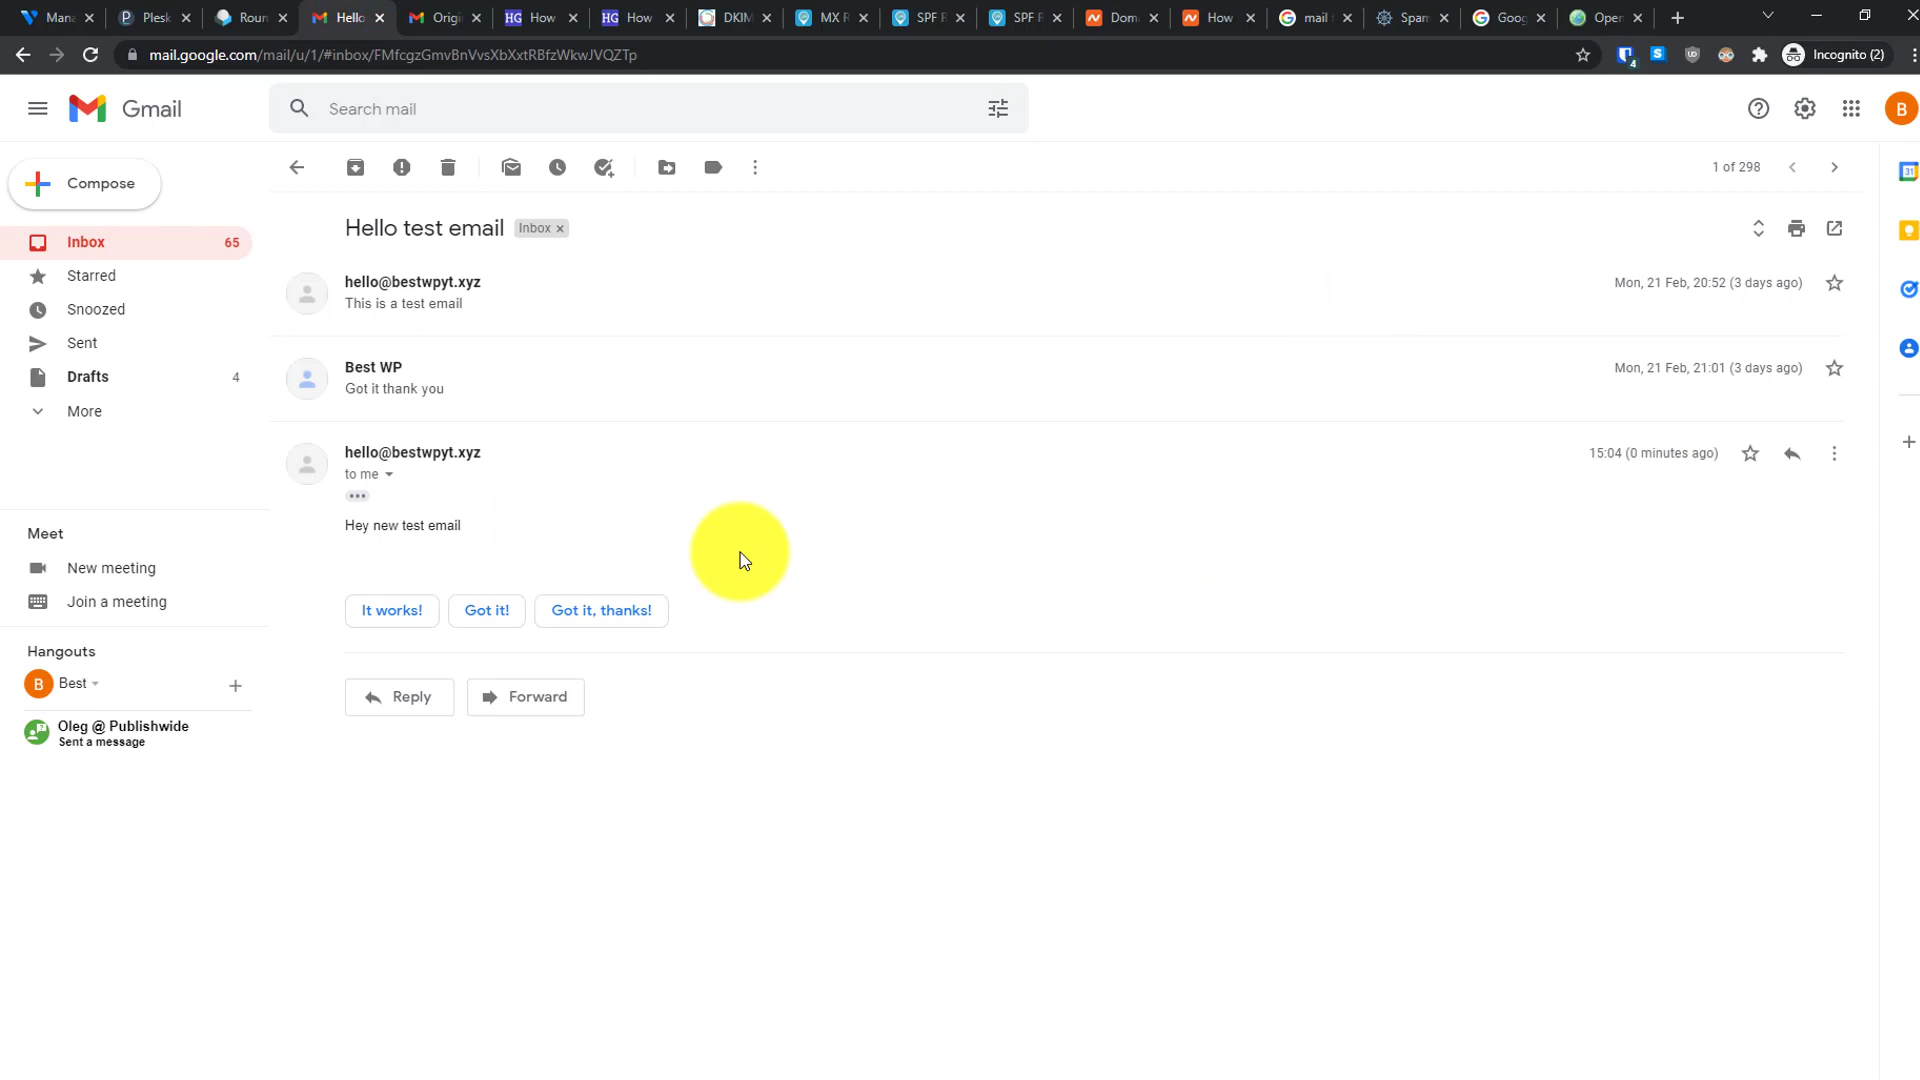 Mana
Plesk
Roun
Hello
Origi
How
How
DKIM
MX R
SPF F
SPF F
Dom
How
mail
Spam
Goog
Open
mail.google.com/mail/u/1/#inbox/FMfcgzGmvBnVvsXbXxtRBfzWkwJVQZTp
4
Incognito (2)
Gmail
Search mail
B
Compose
1 of 298
31
Hello test email Inbox ×
Inbox 65
Starred
hello@bestwpyt.xyz
Mon, 21 Feb, 20:52 (3 days ago)
This is a test email
Snoozed
Sent
Best WP
Mon, 21 Feb, 21:01 (3 days ago)
Got it thank you
Drafts 4
More
hello@bestwpyt.xyz
15:04 (0 minutes ago)
to me
Hey new test email
Meet
New meeting
Join a meeting
It works!
Got it!
Got it, thanks!
Hangouts
B Best
Reply
Forward
Oleg @ Publishwide
Sent a message